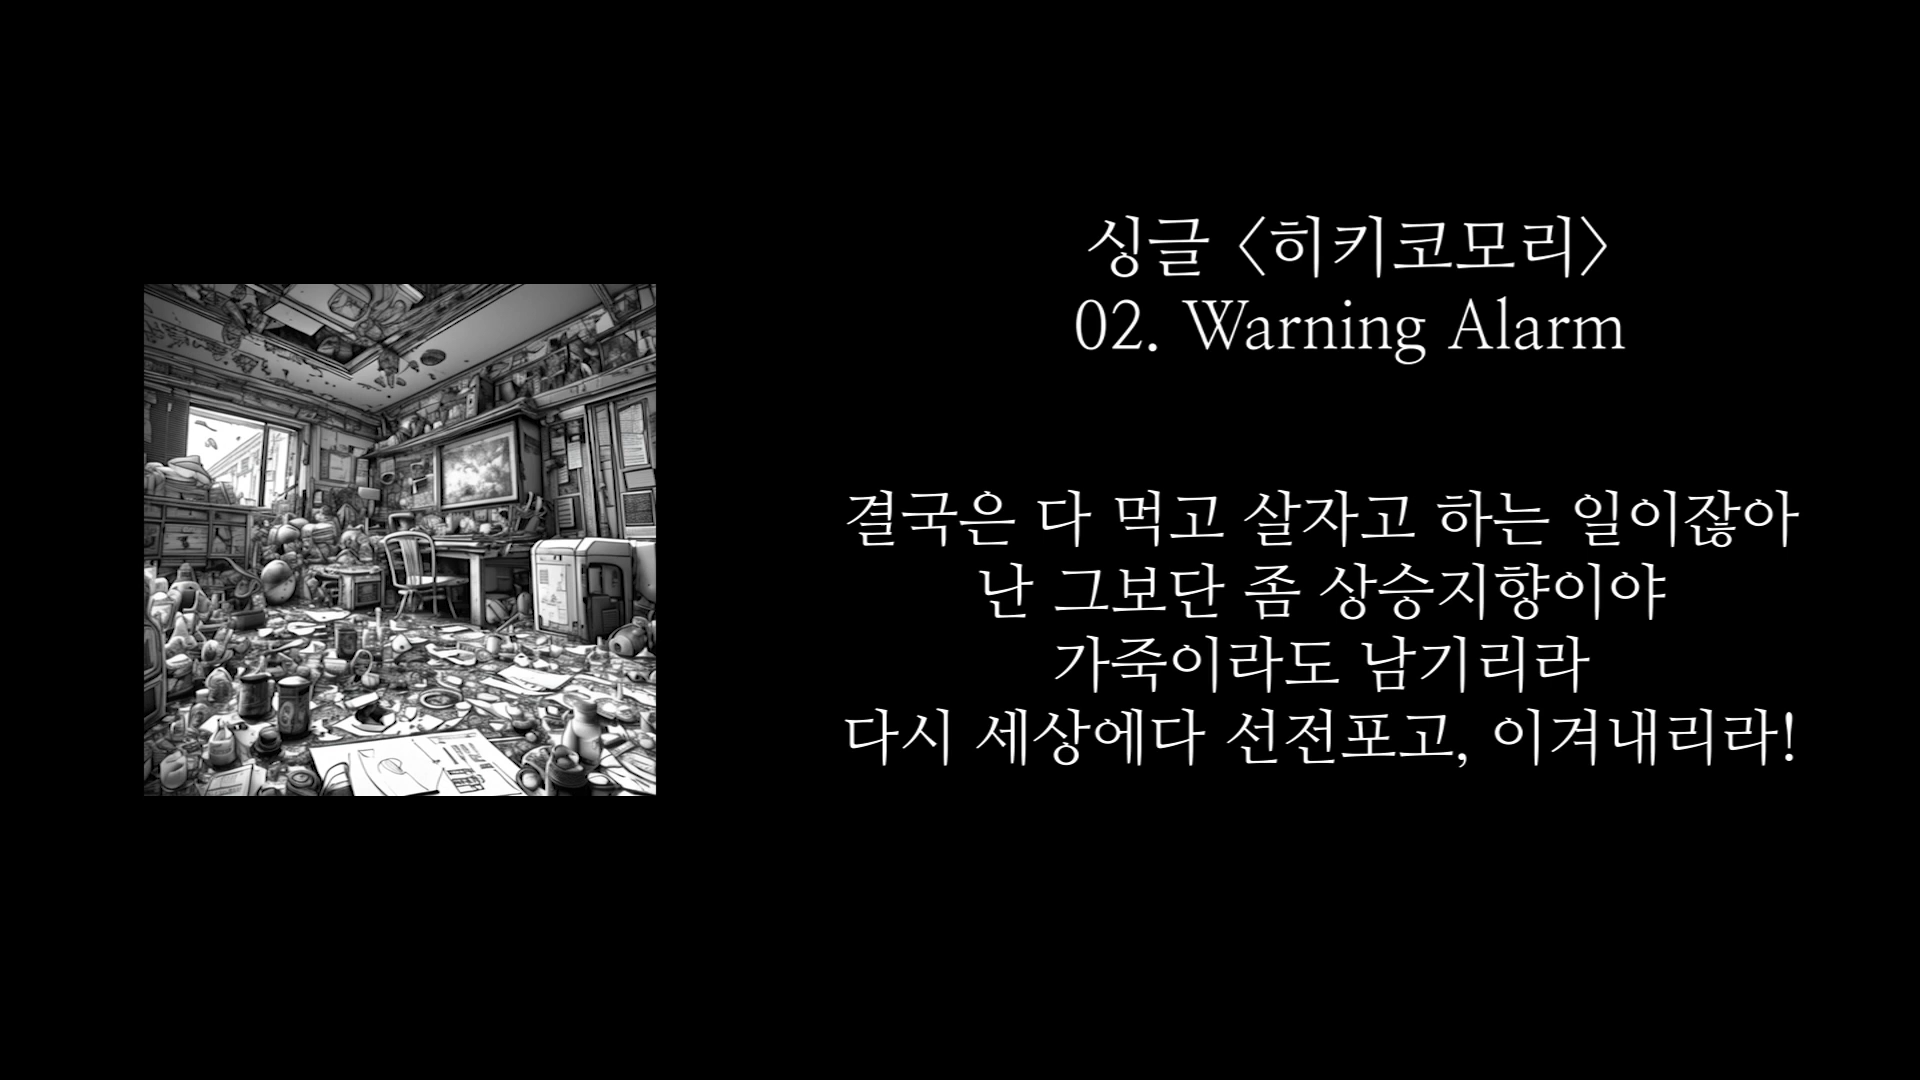 싱글 〈히키코모리〉
02. Warning Alarm
결국은 다 먹고 살자고 하는 일이잖아
난 그보단 좀 상승지향이야
가죽이라도 남기리라
다시 세상에다 선전포고, 이겨내리라!